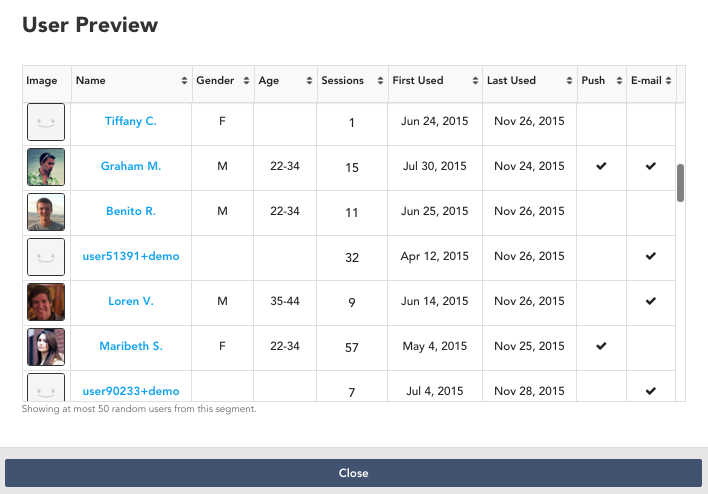 User Preview
Image Name Gender Age Sessions First Used Last Used Push E-mail
Tiffany C. F 1 Jun 24, 2015 Nov 26, 2015
Graham M. M 22-34 15 Jul 30, 2015 Nov 24, 2015
Benito R. M 22-34 11 Jun 25, 2015 Nov 26, 2015
user51391+demo 32 Apr 12, 2015 Nov 26, 2015
Loren V. M 35-44 9 Jun 14, 2015 Nov 26, 2015
Maribeth S. F 22-34 57 May 4, 2015 Nov 25, 2015
user90233+demo 7 Jul 4, 2015 Nov 28, 2015
Showing at most 50 random users from this segment.
Close